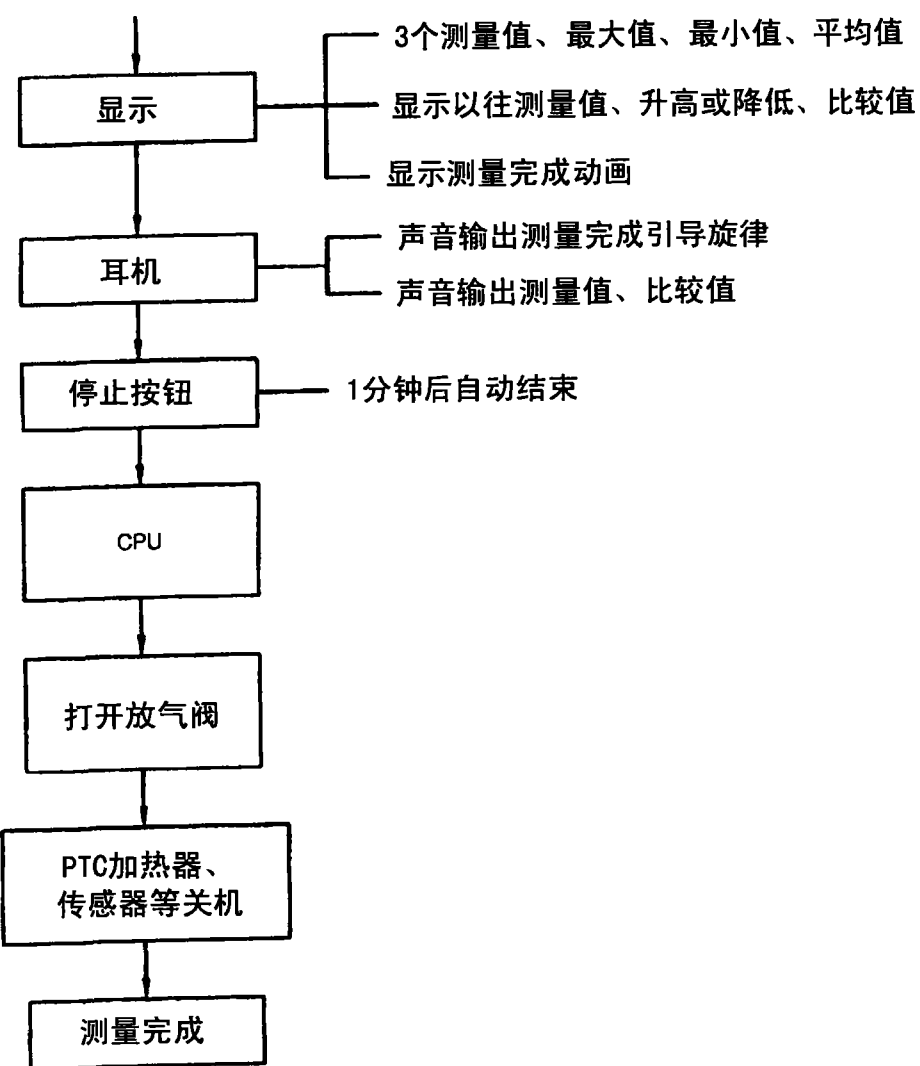 3个测量值、最大值、最小值、平均值
显示
显示以往测量值、升高或降低、比较值
显示测量完成动画
声音输出测量完成引导旋律
耳机
声音输出测量值、比较值
停止按钮
1分钟后自动结束
CPU
打开放气阀
PTC加热器、
传感器等关机
测量完成